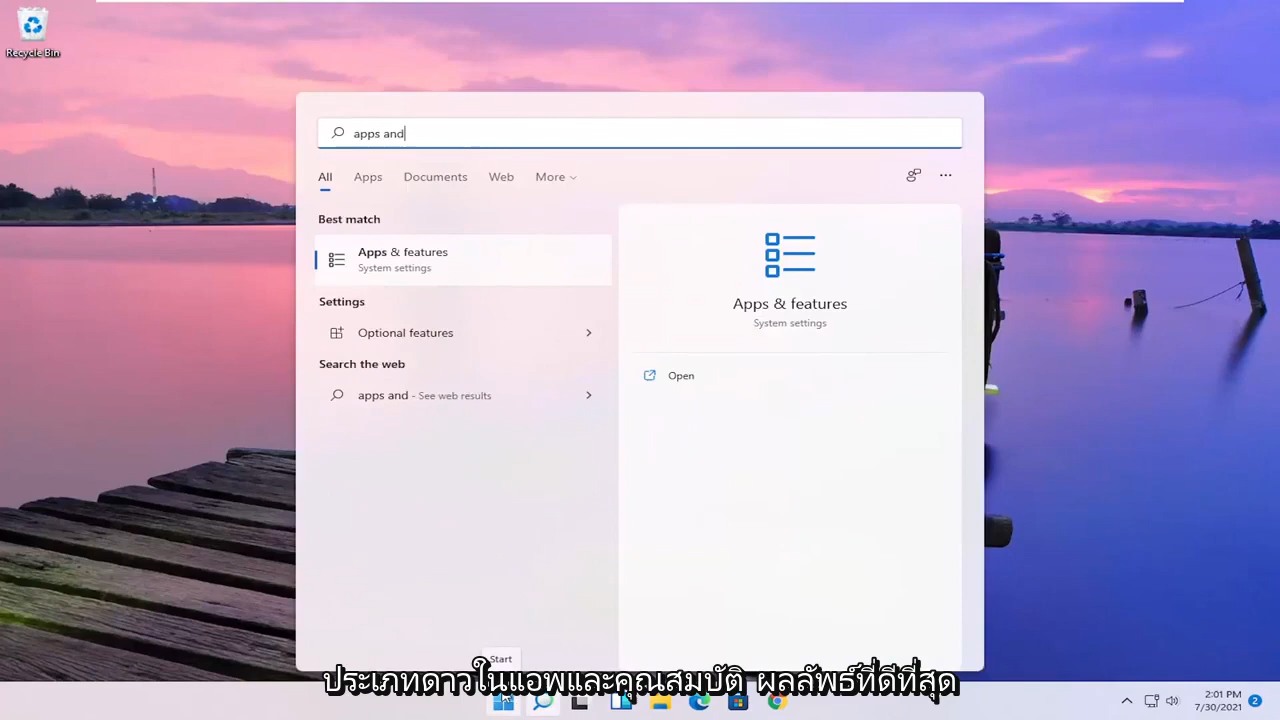 Recycle Bin
apps and
All Apps Documents Web More
Best match
Apps & features
System settings
Settings
Optional features
Search the web
apps and - See web results
Apps & features
System settings
Open
Start
ประเภทดาวในแอพและคุณสมบัติ ผลลัพธ์ที่ดีที่สุด
2:01 PM
7/30/2021
2